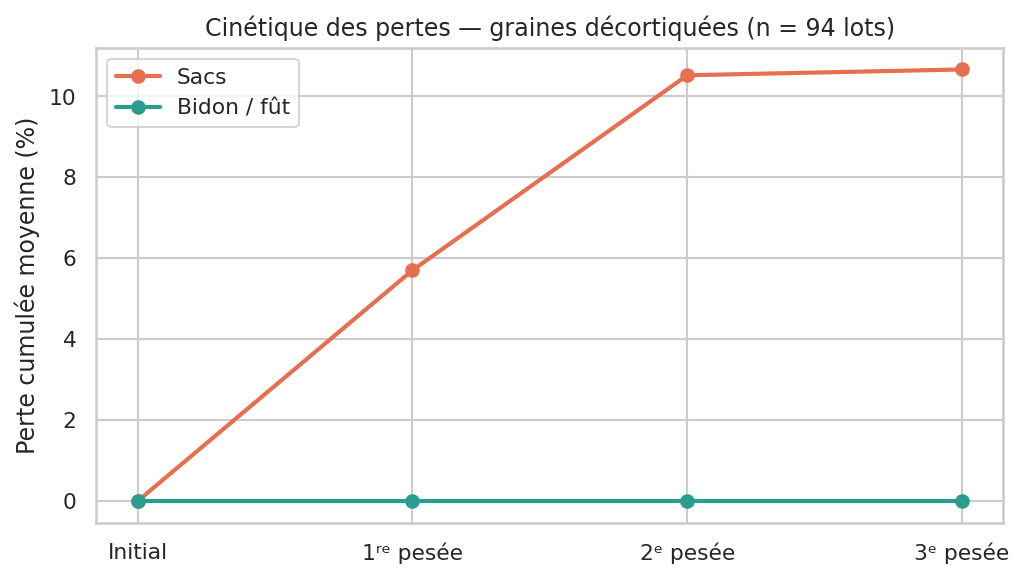 Cinétique des pertes — graines décortiquées (n = 94 lots)
Sacs
Bidon / fût
Perte cumulée moyenne (%)
10
8
6
4
2
0
Initial
1ʳᵉ pesée
2ᵉ pesée
3ᵉ pesée